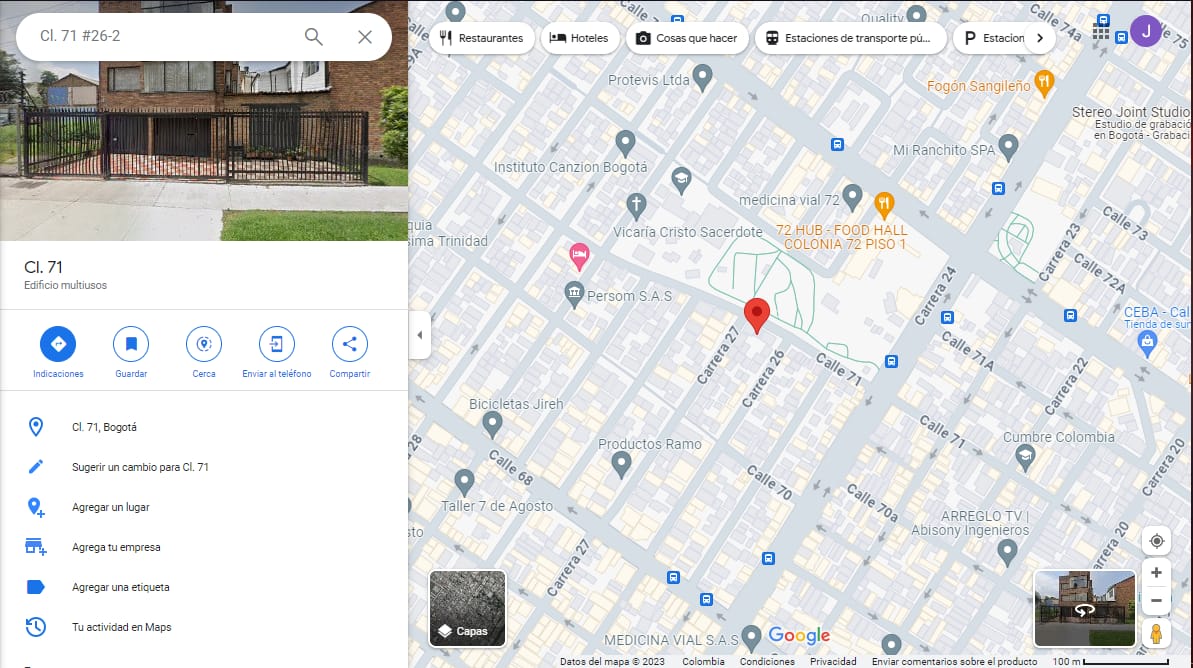 Cl. 71 #26-2
Cl. 71
Edificio multiusos
Indicaciones
Guardar
Cerca
Enviar al teléfono
Compartir
Cl. 71, Bogotá
Sugerir un cambio para Cl. 71
Agregar un lugar
Agrega tu empresa
Agregar una etiqueta
Tu actividad en Maps
Restaurantes
Hoteles
Cosas que hacer
Estaciones de transporte pú...
P Estacion
J
Quality
Calle 74a
Calle 75
Protevis Ltda
Fogón Sangileño
Stereo Joint Studio
Estudio de grabació
en Bogotá - Grabaci
Mi Ranchito SPA
Instituto Canzion Bogotá
medicina vial 72
72 HUB - FOOD HALL
COLONIA 72 PISO 1
Vicaría Cristo Sacerdote
quia
sima Trinidad
Calle 73
Carrera 23
Calle 72A
Persom S.A.S
Carrera 24
CEBA - Cal
Tienda de sur
Carrera 27
Carrera 26
Calle 71
Calle 71A
Carrera 22
Bicicletas Jireh
Productos Ramo
Calle 71
Cumbre Colombia
28
Calle 68
Calle 70
Carrera 20
Taller 7 de Agosto
Calle 70a
ARREGLO TV |
Abisony Ingenieros
sto
Carrera 27
Carrera 20
Capas
MEDICINA VIAL S.A.S
Google
Datos del mapa © 2023
Colombia
Condiciones
Privacidad
Enviar comentarios sobre el producto
100 m